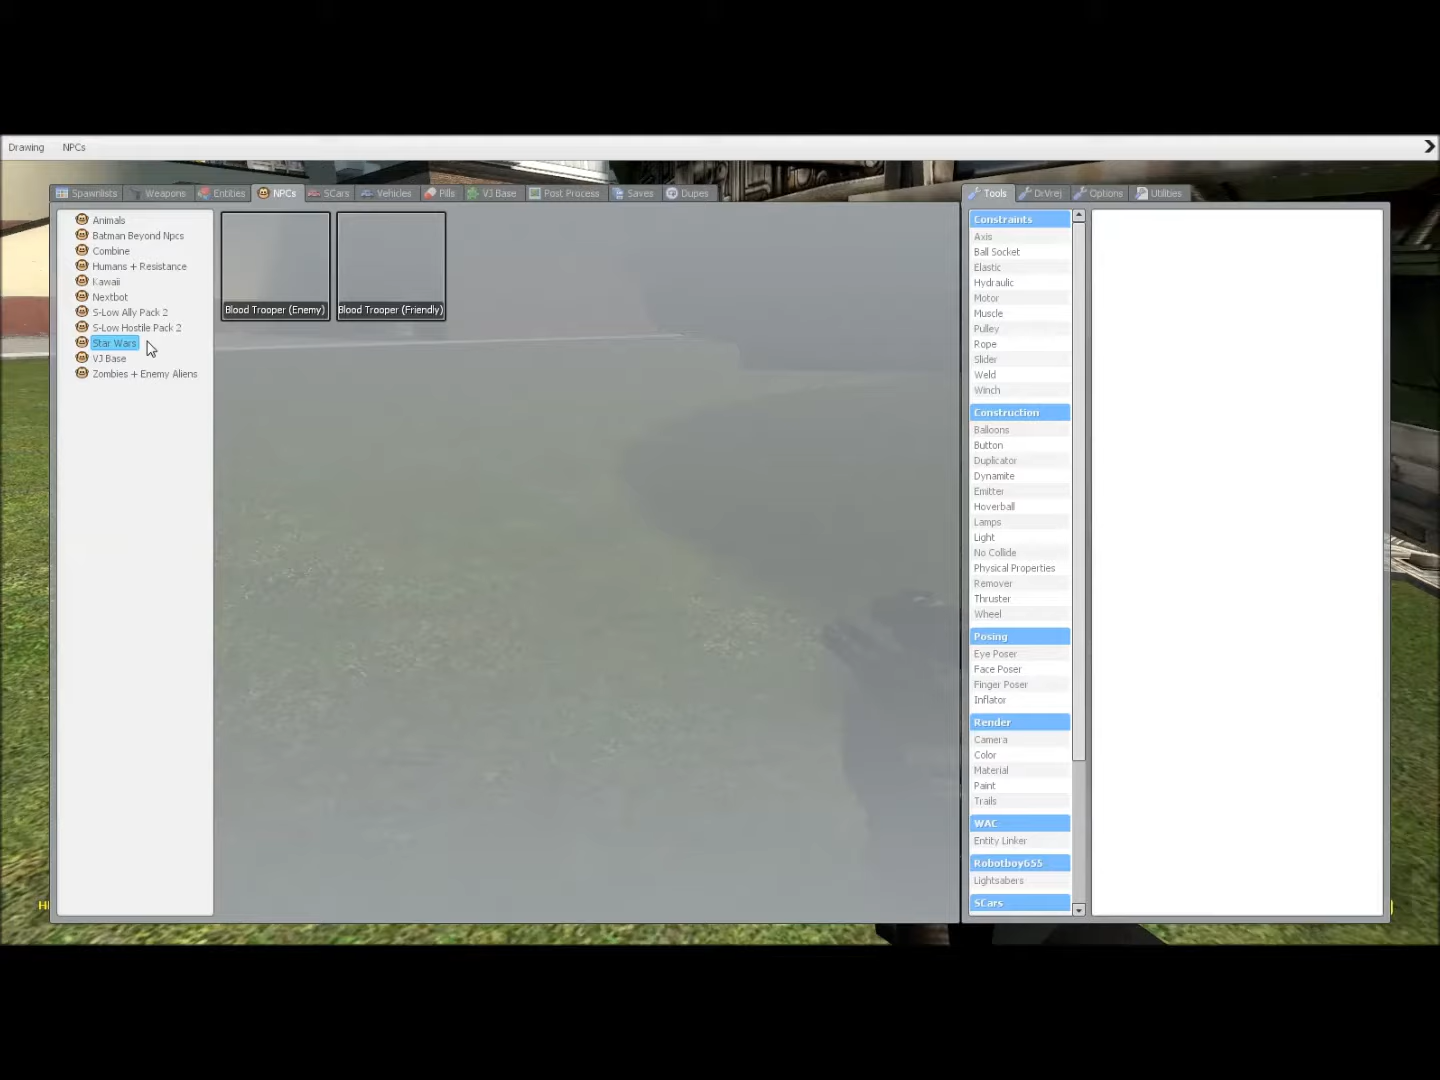 Drawing NPCs
Spawnlists Weapons Entities NPCs SCars Vehicles Pills VJ Base Post Process Saves Dupes
Tools DrVrej Options Utilities
Animals
Batman Beyond Npcs
Combine
Humans + Resistance
Kawaii
Nextbot
S-Low Ally Pack 2
S-Low Hostile Pack 2
Star Wars
VJ Base
Zombies + Enemy Aliens
Blood Trooper (Enemy) Blood Trooper (Friendly)
Constraints
Axis
Ball Socket
Elastic
Hydraulic
Motor
Muscle
Pulley
Rope
Slider
Weld
Winch
Construction
Balloons
Button
Duplicator
Dynamite
Emitter
Hoverball
Lamps
Light
No Collide
Physical Properties
Remover
Thruster
Wheel
Posing
Eye Poser
Face Poser
Finger Poser
Inflator
Render
Camera
Color
Material
Paint
Trails
WAC
Entity Linker
Robotboy655
Lightsabers
SCars